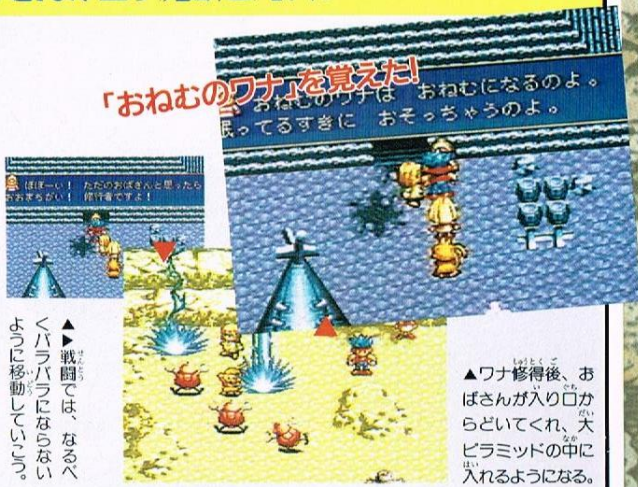 「おねむのワナ」を覚えた!
おねむのワナは おねむになるのよ。
眠ってるすきに おそっちゃうのよ。
ほほーい! ただのおばさんと思ったら
おおまちがい! 修行者ですよ!
▲▶戦闘では、なるべ
くバラバラにならない
ように移動していこう。
▲ワナ修得後、お
ばさんが入り口か
らどいてくれ、大
ピラミッドの中に
入れるようになる。